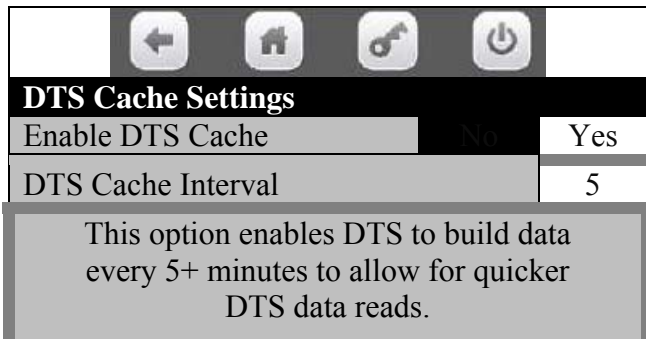 DTS Cache Settings
Enable DTS Cache No Yes
DTS Cache Interval 5
This option enables DTS to build data
every 5+ minutes to allow for quicker
DTS data reads.